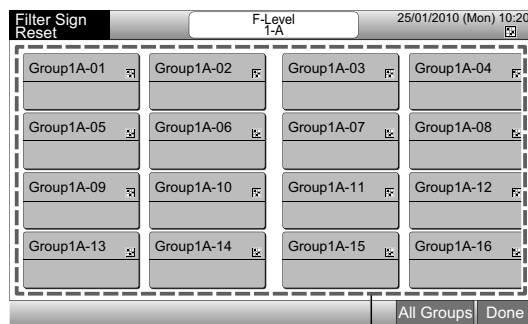 Filter Sign Reset
F-Level 1-A
25/01/2010 (Mon) 10:20
Group1A-01 Group1A-02 Group1A-03 Group1A-04
Group1A-05 Group1A-06 Group1A-07 Group1A-08
Group1A-09 Group1A-10 Group1A-11 Group1A-12
Group1A-13 Group1A-14 Group1A-15 Group1A-16
All Groups Done